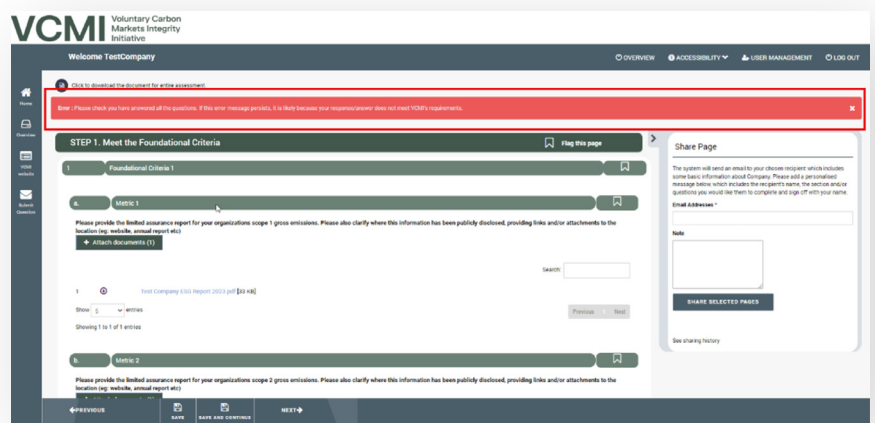 VCMI
Voluntary Carbon
Markets Integrity
Initiative
Welcome TestCompany
OVERVIEW
ACCESSIBILITY
USER MANAGEMENT
LOG OUT
Click to download the document for entire assessment.
Home
Overview
VCMI
website
Submit
Question
Error : Please check you have answered all the questions. If this error message persists, it is likely because your response/answer does not meet VCMI's requirements.
STEP 1. Meet the Foundational Criteria
Flag this page
1 Foundational Criteria 1
a. Metric 1
Please provide the limited assurance report for your organizations scope 1 gross emissions. Please also clarify where this information has been publicly disclosed, providing links and/or attachments to the
location (eg: website, annual report etc)
+ Attach documents (1)
Search:
1 Test Company ESG Report 2023.pdf [33 KB]
Show 5 entries
Previous 1 Next
Showing 1 to 1 of 1 entries
b. Metric 2
Please provide the limited assurance report for your organizations scope 2 gross emissions. Please also clarify where this information has been publicly disclosed, providing links and/or attachments to the
location (eg: website, annual report etc)
Share Page
The system will send an email to your chosen recipient which includes
some basic information about Company. Please add a personalised
message below, which includes the recipient's name, the section and/or
questions you would like them to complete and sign off with your name.
Email Addresses *
Note
SHARE SELECTED PAGES
See sharing history
PREVIOUS
SAVE
SAVE AND CONTINUE
NEXT